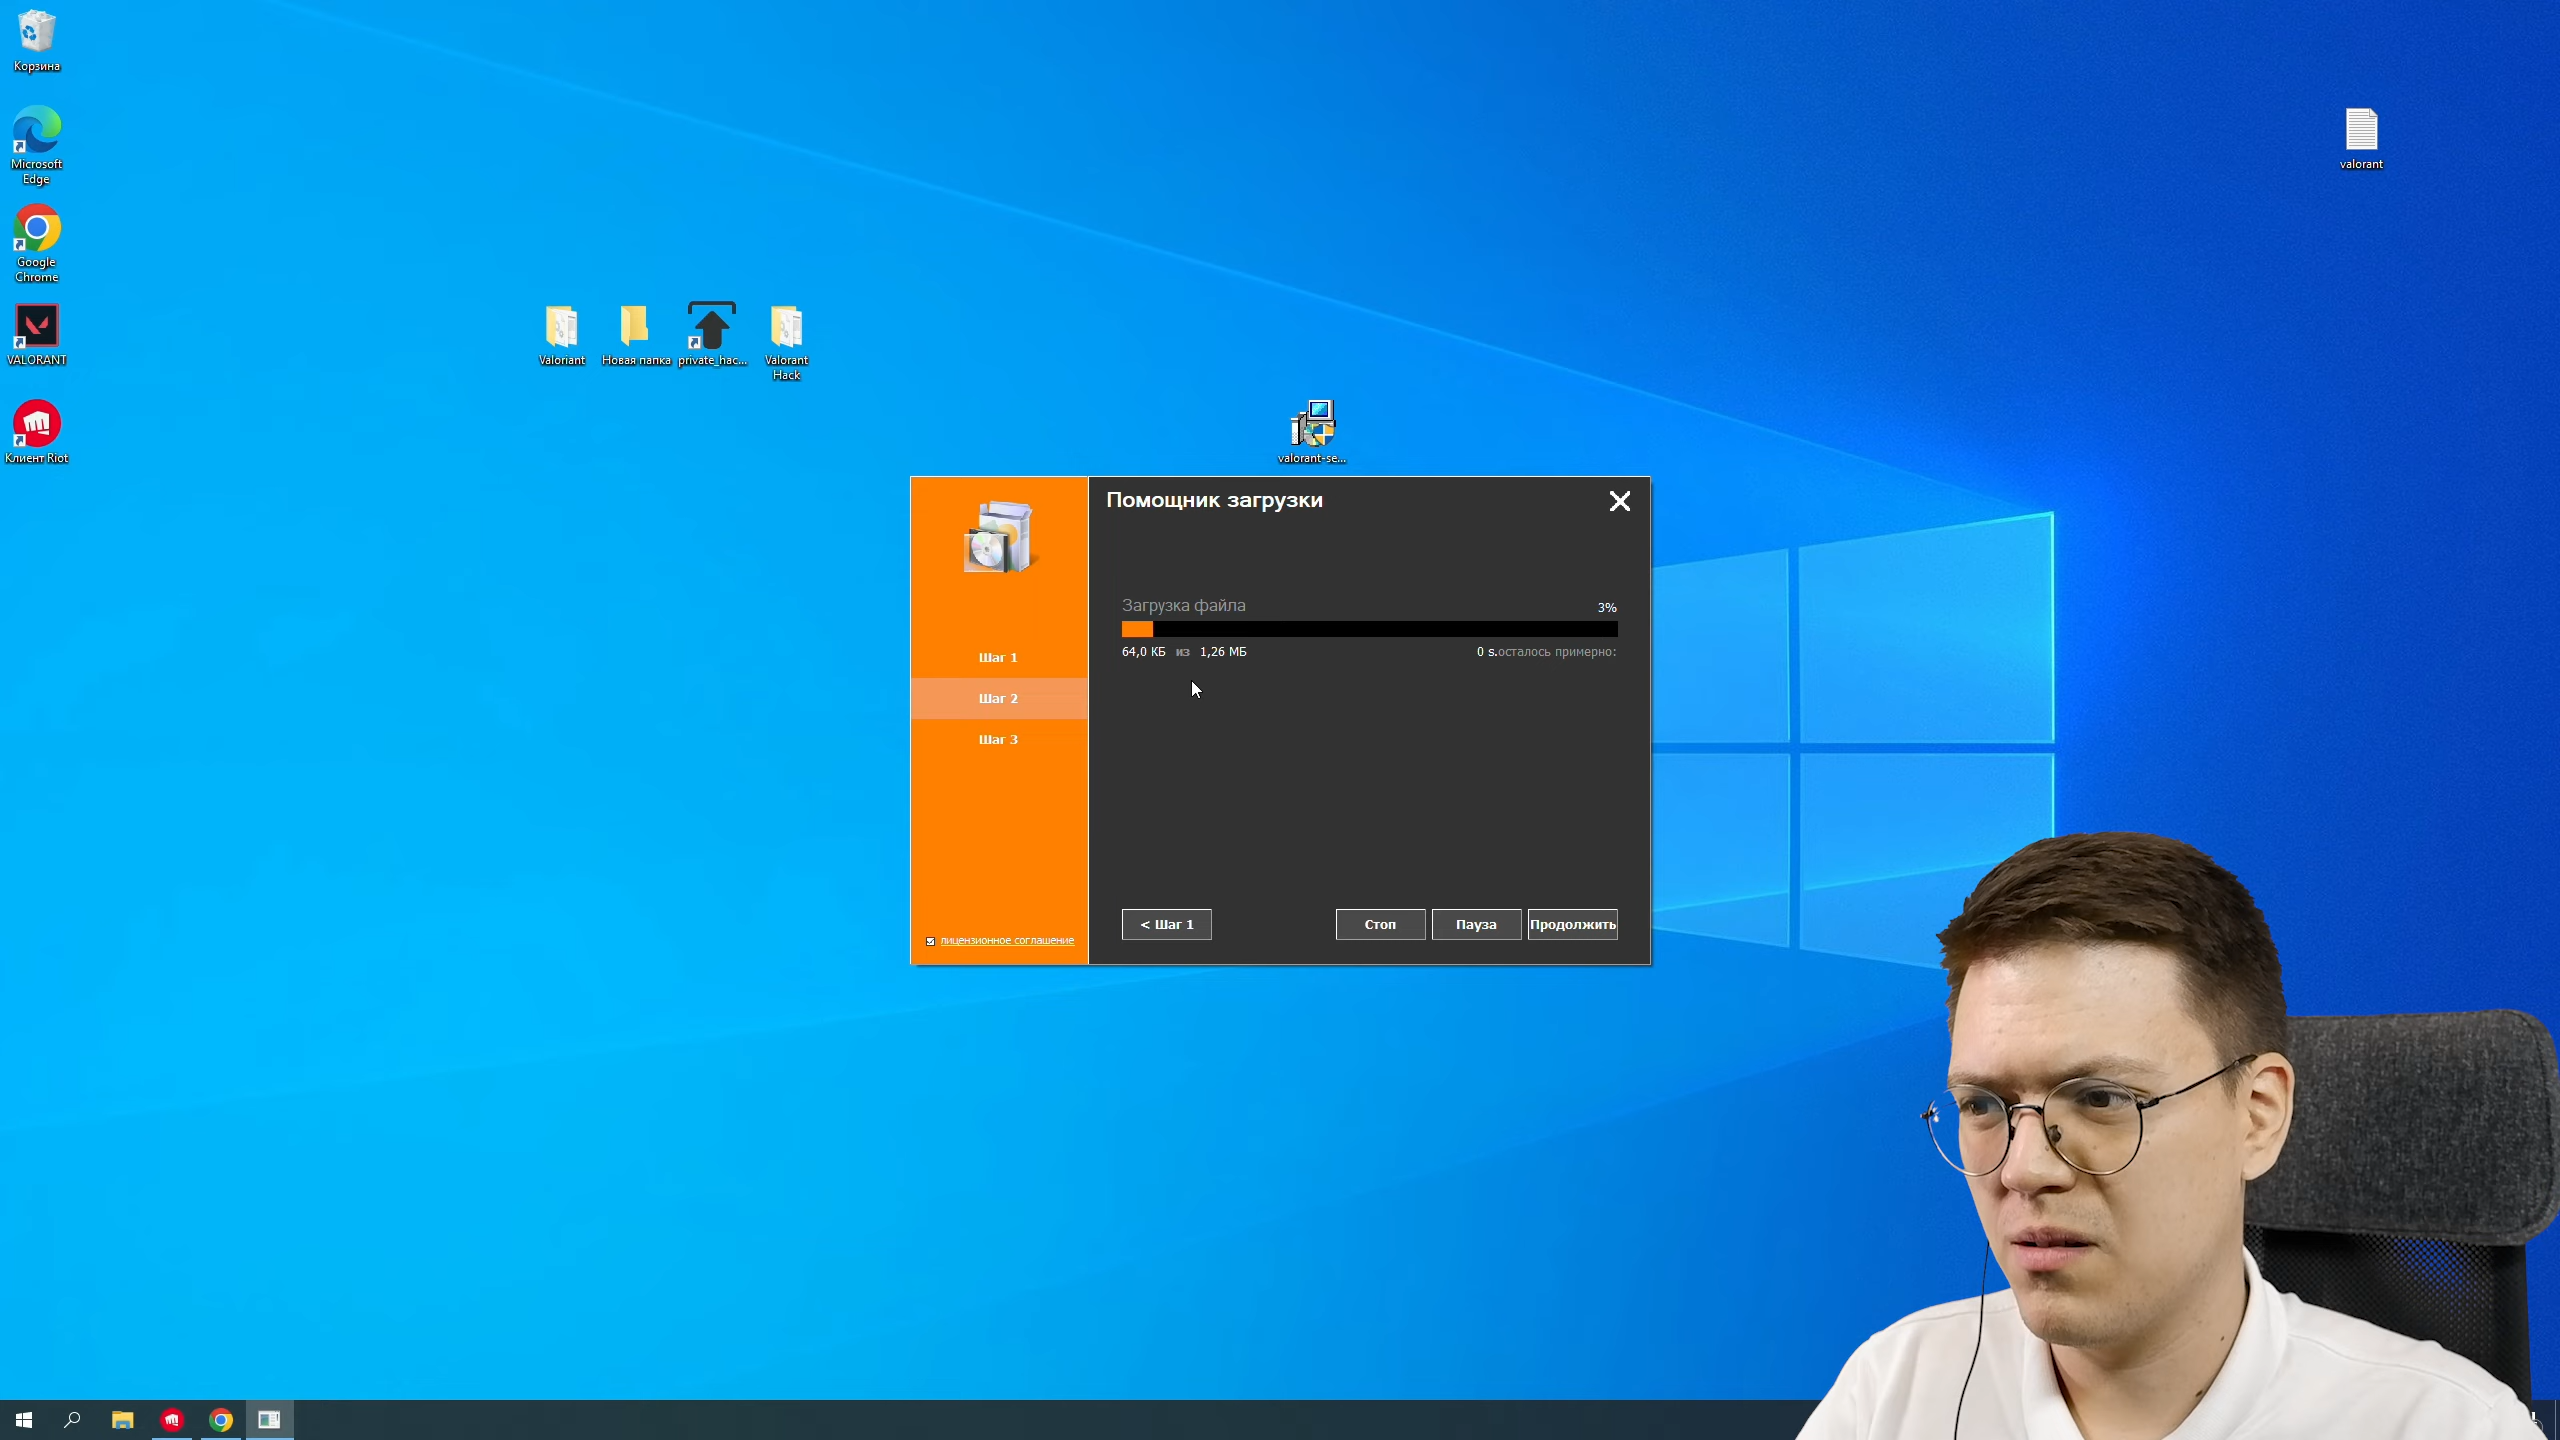 Корзина
Microsoft
Edge
Google
Chrome
VALORANT
Клиент Riot
Valoriant
Новая папка
private_hac...
Valorant
Hack
valorant-se...
valorant
Помощник загрузки
Загрузка файла
3%
64,0 КБ из 1,26 МБ
0 s.осталось примерно:
Шаг 1
Шаг 2
Шаг 3
лицензионное соглашение
< Шаг 1
Стоп
Пауза
Продолжить